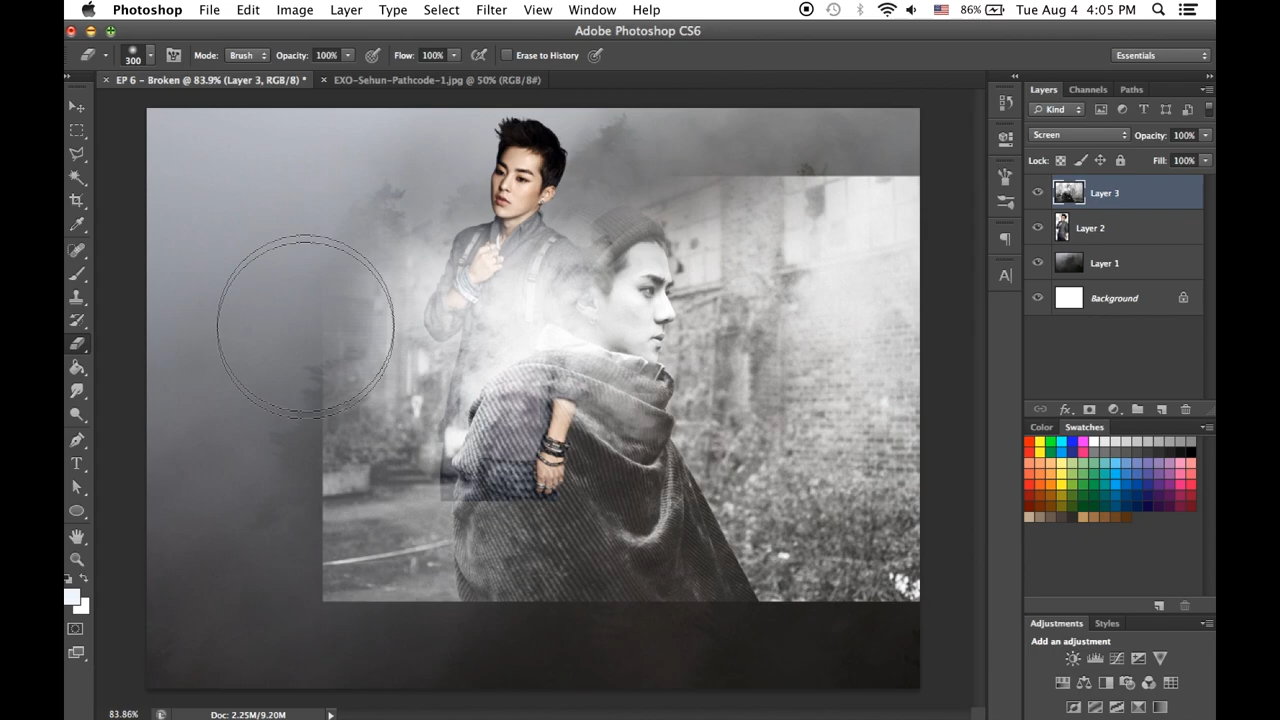 Photoshop File Edit Image Layer Type Select Filter View Window Help 86% Tue Aug 4 4:05 PM
Adobe Photoshop CS6
300 Mode: Brush Opacity: 100% Flow: 100% Erase to History Essentials
× EP 6 - Broken @ 83.9% (Layer 3, RGB/8) * × EXO-Sehun-Pathcode-1.jpg @ 50% (RGB/8#)
Layers Channels Paths
Kind
Screen Opacity: 100%
Lock: Fill: 100%
Layer 3
Layer 2
Layer 1
Background
fx
Color Swatches
Adjustments Styles
Add an adjustment
83.86% Doc: 2.25M/9.20M